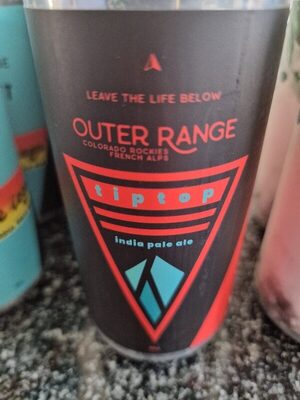 LEAVE THE LIFE BELOW
OUTER RANGE
COLORADO ROCKIES
FRENCH ALPS
tiptop
india pale ale